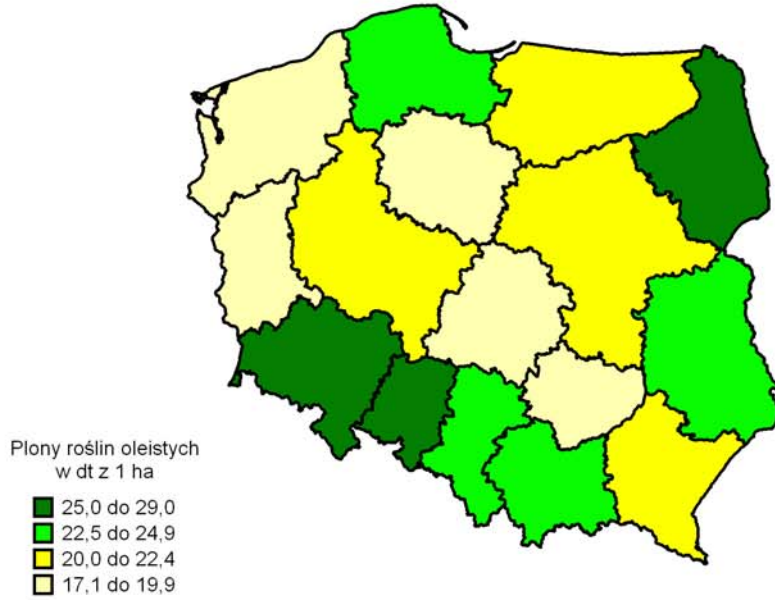 Plony roślin oleistych
w dt z 1 ha
25,0 do 29,0
22,5 do 24,9
20,0 do 22,4
17,1 do 19,9